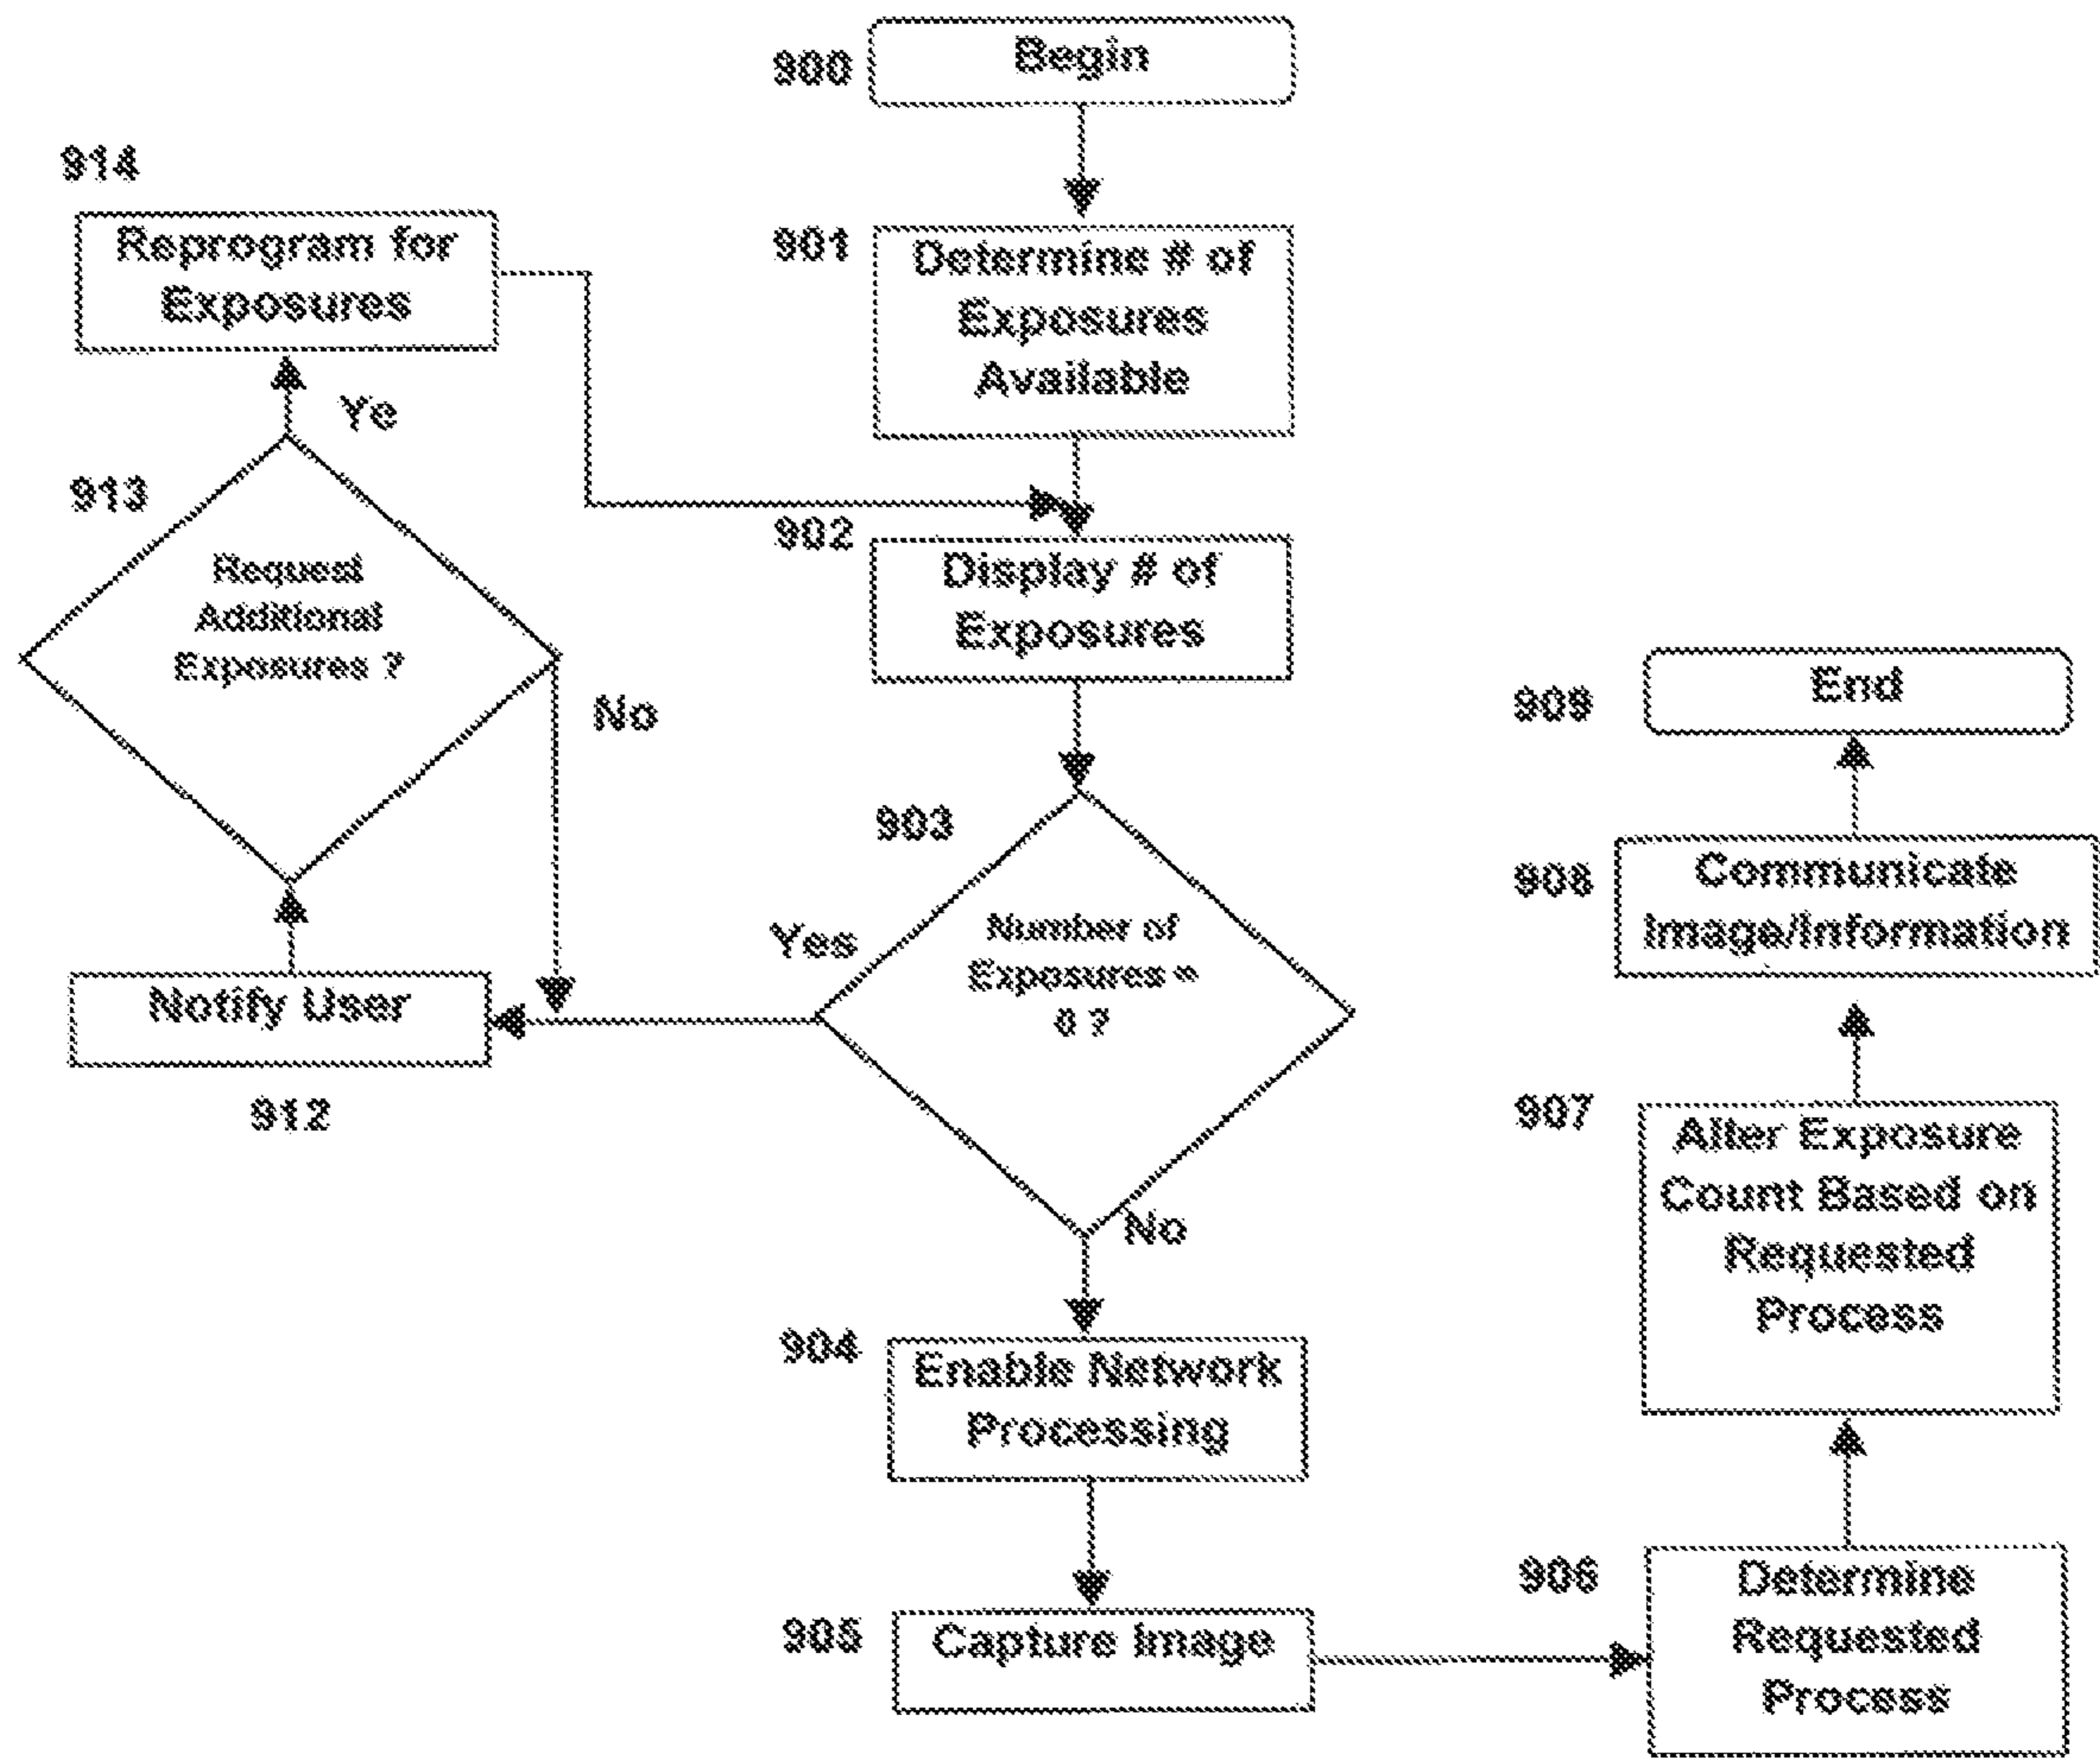 900
Begin
914
Reprogram for
Exposures
901
Determine # of
Exposures
Available
Ye
913
Request
Additional
Exposures ?
No
902
Display # of
Exposures
903
Number of
Exposures =
0 ?
Yes
No
Notify User
912
904
Enable Network
Processing
905
Capture Image
906
Determine
Requested
Process
907
Alter Exposure
Count Based on
Requested
Process
908
Communicate
Image/Information
909
End